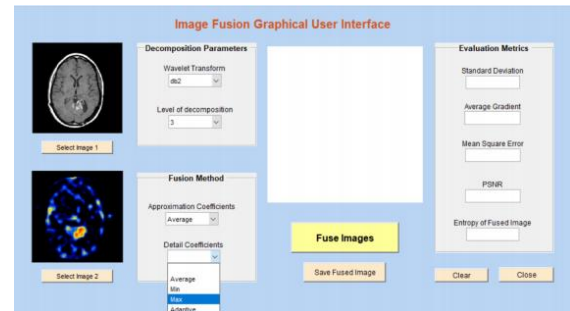 Image Fusion Graphical User Interface
Select Image 1
Select Image 2
Decomposition Parameters
Wavelet Transform
db2
Level of decomposition
3
Fusion Method
Approximation Coefficients
Average
Detail Coefficients
Average
Min
Max
Adaptive
Fuse Images
Save Fused Image
Evaluation Metrics
Standard Deviation
Average Gradient
Mean Square Error
PSNR
Entropy of Fused Image
Clear
Close